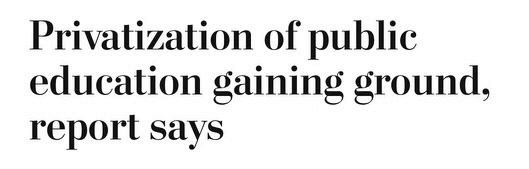 Privatization of public
education gaining ground,
report says